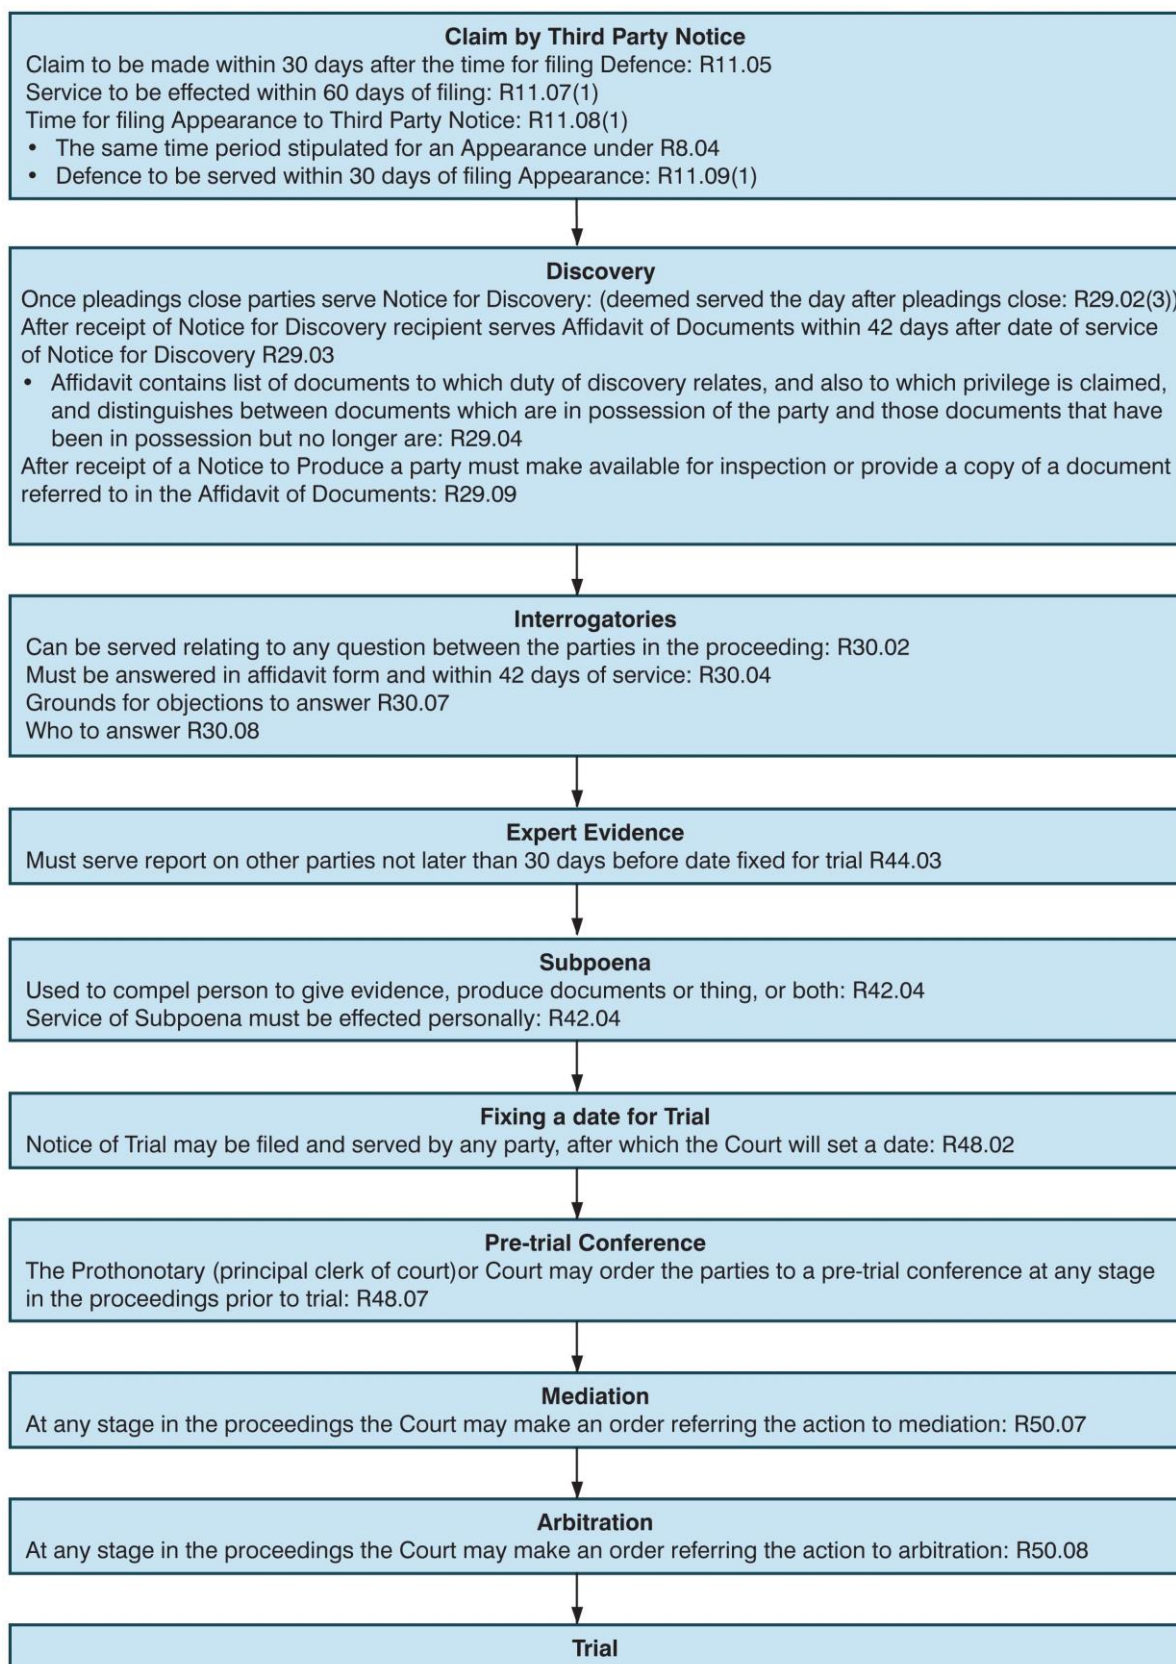 Claim by Third Party Notice
Claim to be made within 30 days after the time for filing Defence: R11.05
Service to be effected within 60 days of filing: R11.07(1)
Time for filing Appearance to Third Party Notice: R11.08(1)
• The same time period stipulated for an Appearance under R8.04
• Defence to be served within 30 days of filing Appearance: R11.09(1)
Discovery
Once pleadings close parties serve Notice for Discovery: (deemed served the day after pleadings close: R29.02(3))
After receipt of Notice for Discovery recipient serves Affidavit of Documents within 42 days after date of service
of Notice for Discovery R29.03
• Affidavit contains list of documents to which duty of discovery relates, and also to which privilege is claimed,
and distinguishes between documents which are in possession of the party and those documents that have
been in possession but no longer are: R29.04
After receipt of a Notice to Produce a party must make available for inspection or provide a copy of a document
referred to in the Affidavit of Documents: R29.09
Interrogatories
Can be served relating to any question between the parties in the proceeding: R30.02
Must be answered in affidavit form and within 42 days of service: R30.04
Grounds for objections to answer R30.07
Who to answer R30.08
Expert Evidence
Must serve report on other parties not later than 30 days before date fixed for trial R44.03
Subpoena
Used to compel person to give evidence, produce documents or thing, or both: R42.04
Service of Subpoena must be effected personally: R42.04
Fixing a date for Trial
Notice of Trial may be filed and served by any party, after which the Court will set a date: R48.02
Pre-trial Conference
The Prothonotary (principal clerk of court)or Court may order the parties to a pre-trial conference at any stage
in the proceedings prior to trial: R48.07
Mediation
At any stage in the proceedings the Court may make an order referring the action to mediation: R50.07
Arbitration
At any stage in the proceedings the Court may make an order referring the action to arbitration: R50.08
Trial